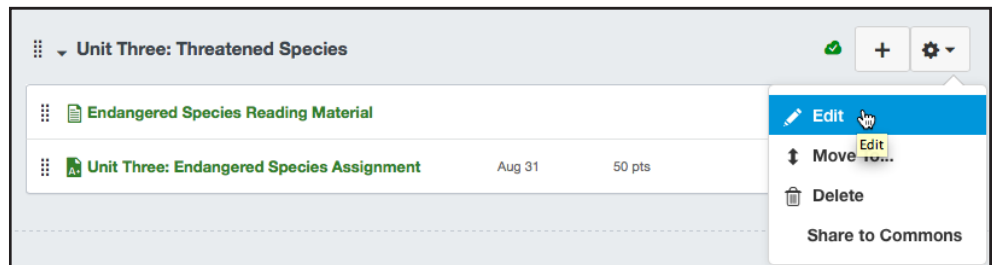 Unit Three: Threatened Species
Endangered Species Reading Material
Unit Three: Endangered Species Assignment Aug 31 50 pts
Edit
Edit
Move To...
Delete
Share to Commons